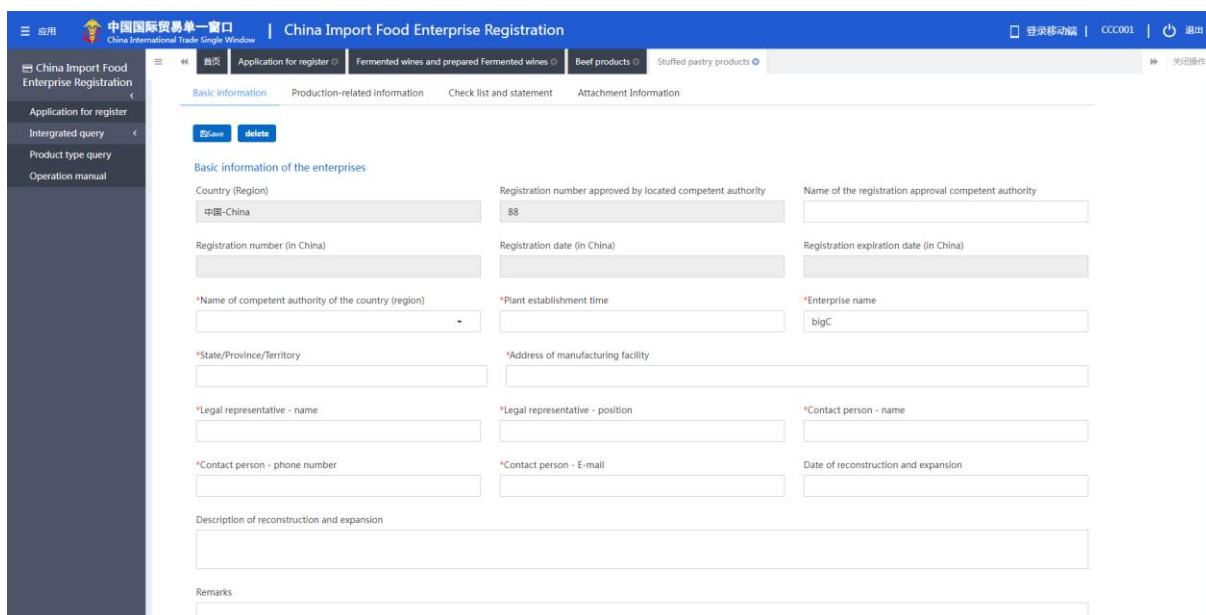 应用
中国国际贸易单一窗口
China International Trade Single Window
China Import Food Enterprise Registration
登录移动端
CCC001
退出
China Import Food
Enterprise Registration
Application for register
Intergrated query
Product type query
Operation manual
首页
Application for register
Fermented wines and prepared Fermented wines
Beef products
Stuffed pastry products
关闭操作
Basic information
Production-related information
Check list and statement
Attachment Information
Save
delete
Basic information of the enterprises
Country (Region)
Registration number approved by located competent authority
Name of the registration approval competent authority
中国-China
88
Registration number (in China)
Registration date (in China)
Registration expiration date (in China)
*Name of competent authority of the country (region)
*Plant establishment time
*Enterprise name
bigC
*State/Province/Territory
*Address of manufacturing facility
*Legal representative - name
*Legal representative - position
*Contact person - name
*Contact person - phone number
*Contact person - E-mail
Date of reconstruction and expansion
Description of reconstruction and expansion
Remarks